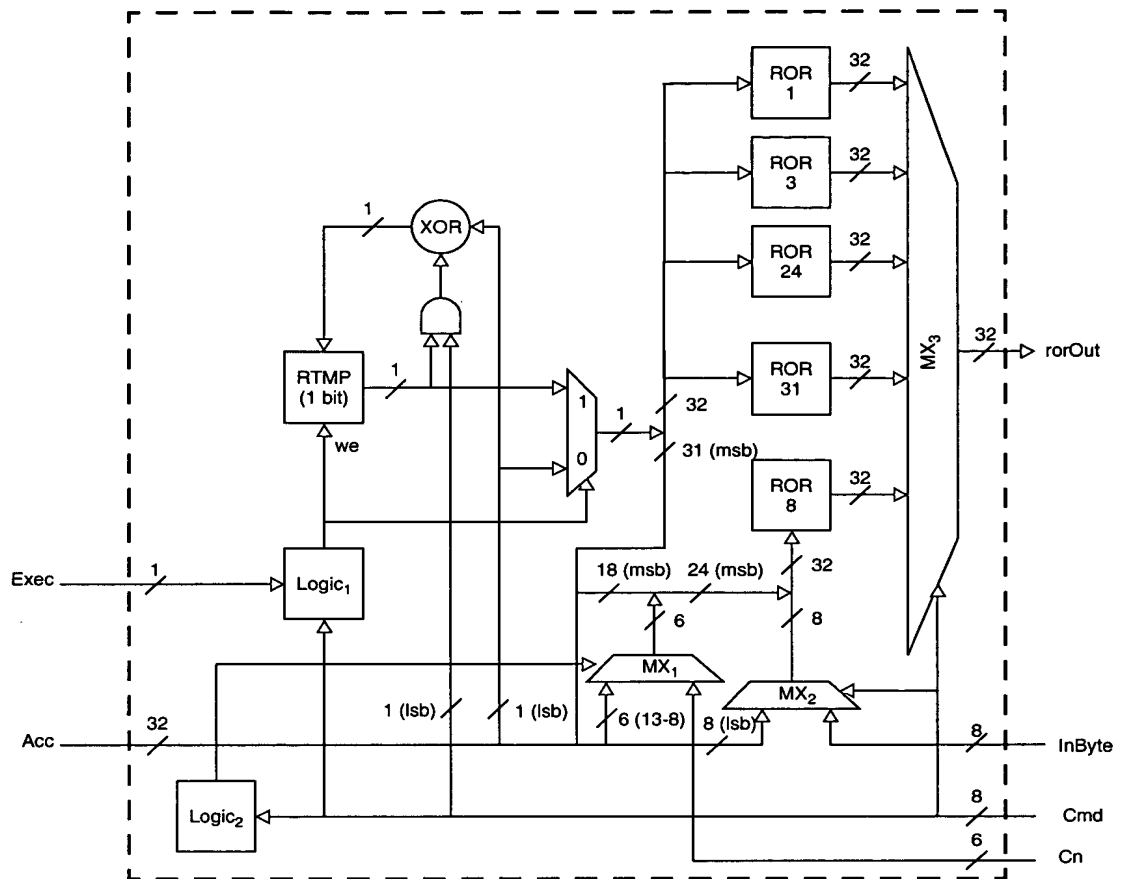 32
ROR
1
32
ROR
3
1
XOR
32
ROR
24
32
rorOut
MX3
RTMP
(1 bit)
1
1
32
ROR
31
we
0
1
32
31 (msb)
32
ROR
8
Exec
1
Logic1
18 (msb)
24 (msb)
32
6
8
MX1
MX2
1 (lsb)
1 (lsb)
6 (13-8)
8 (lsb)
Acc
32
8
InByte
Logic2
8
Cmd
6
Cn